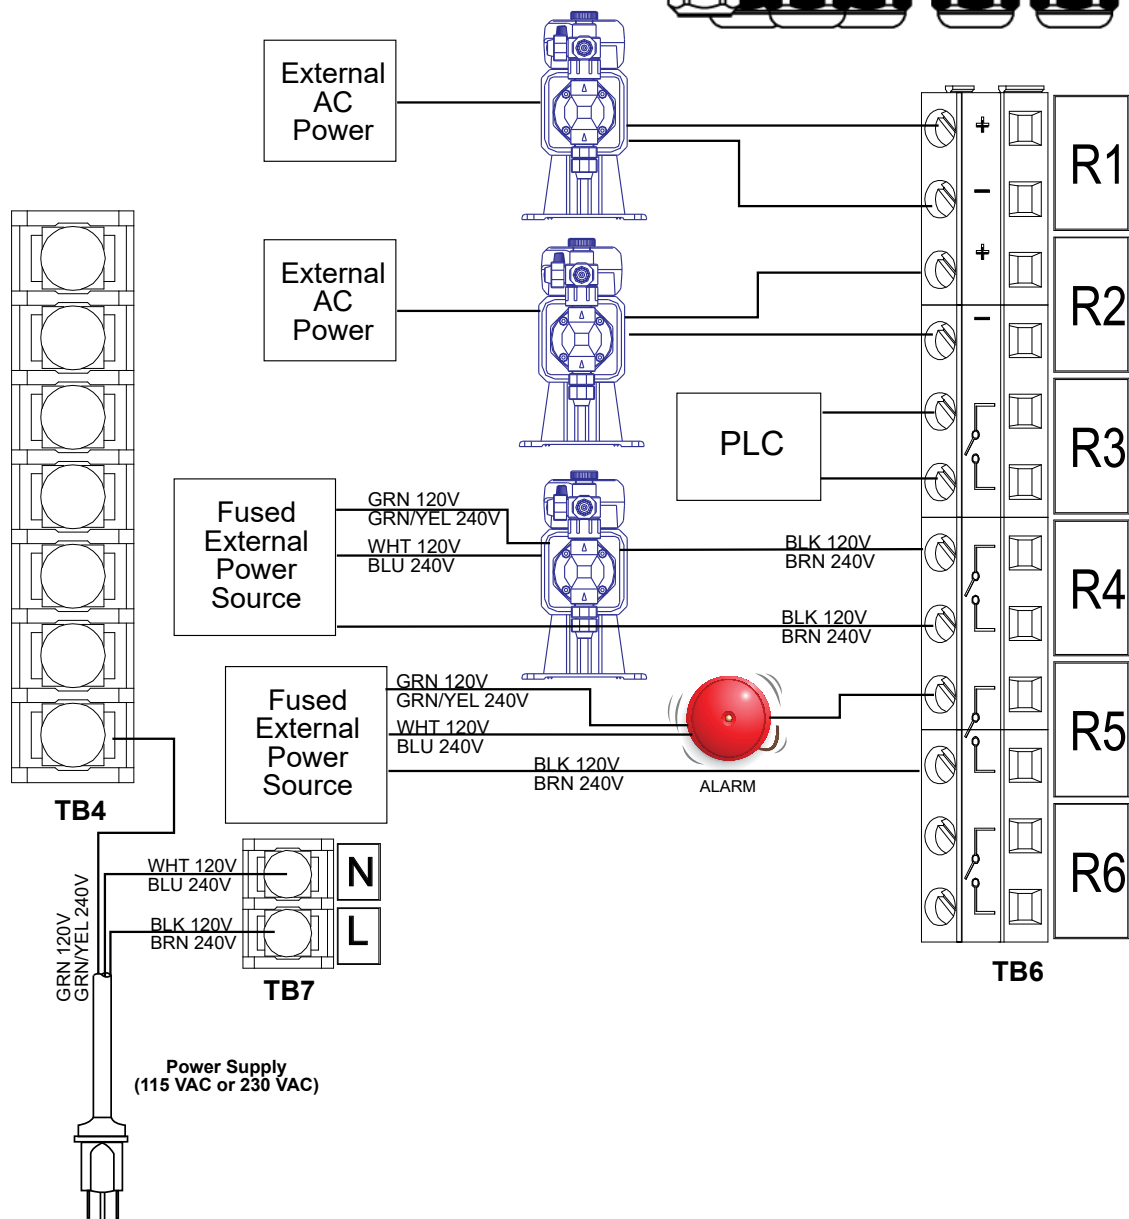 External
AC
Power
+
−
R1
External
AC
Power
+
−
R2
PLC
R3
Fused
External
Power
Source
GRN 120V
GRN/YEL 240V
WHT 120V
BLU 240V
BLK 120V
BRN 240V
BLK 120V
BRN 240V
R4
Fused
External
Power
Source
GRN 120V
GRN/YEL 240V
WHT 120V
BLU 240V
BLK 120V
BRN 240V
ALARM
R5
R6
TB4
WHT 120V
BLU 240V
N
BLK 120V
BRN 240V
L
GRN 120V
GRN/YEL 240V
TB7
TB6
Power Supply
(115 VAC or 230 VAC)